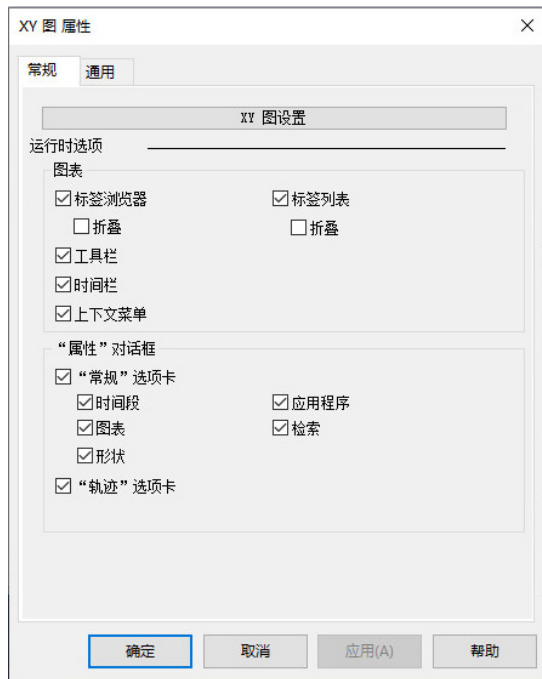 XY 图 属性
常规 通用
XY 图设置
运行时选项
图表
标签浏览器 标签列表
折叠 折叠
工具栏
时间栏
上下文菜单
“属性”对话框
“常规”选项卡
时间段 应用程序
图表 检索
形状
“轨迹”选项卡
确定 取消 应用(A) 帮助